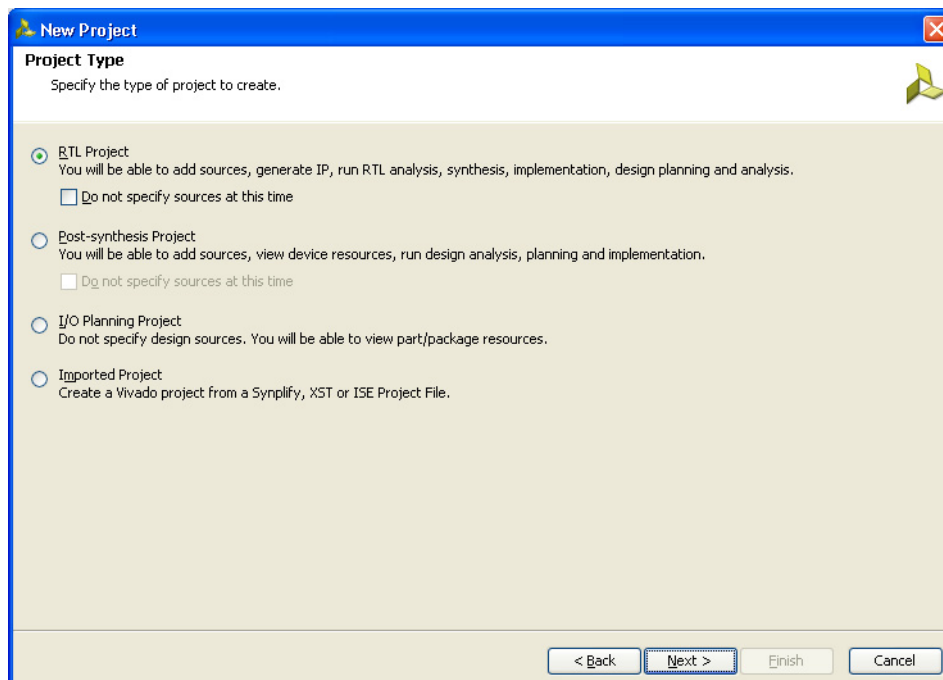 New Project
Project Type
Specify the type of project to create.
RTL Project
You will be able to add sources, generate IP, run RTL analysis, synthesis, implementation, design planning and analysis.
Do not specify sources at this time
Post-synthesis Project
You will be able to add sources, view device resources, run design analysis, planning and implementation.
Do not specify sources at this time
I/O Planning Project
Do not specify design sources. You will be able to view part/package resources.
Imported Project
Create a Vivado project from a Synplify, XST or ISE Project File.
< Back Next > Finish Cancel